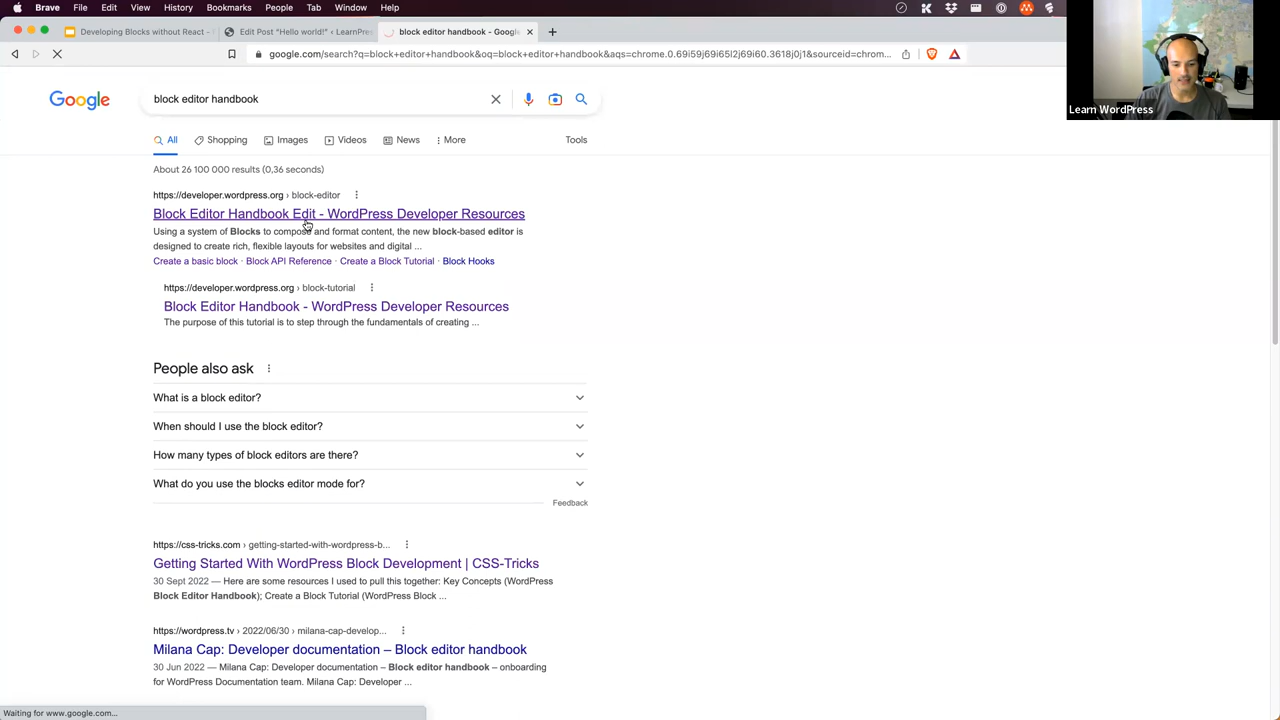 Brave File Edit View History Bookmarks People Tab Window Help
Developing Blocks without React - Edit Post “Hello world!” ‹ LearnPres block editor handbook - Googl
google.com/search?q=block+editor+handbook&oq=block+editor+handbook&aqs=chrome.0.69i59j69i65l2j69i60.3618j0j1&sourceid=chrom...
Learn WordPress
Google
block editor handbook
All Shopping Images Videos News More Tools
About 26 100 000 results (0,36 seconds)
https://developer.wordpress.org › block-editor
Block Editor Handbook Edit - WordPress Developer Resources
Using a system of Blocks to compose and format content, the new block-based editor is
designed to create rich, flexible layouts for websites and digital ...
Create a basic block · Block API Reference · Create a Block Tutorial · Block Hooks
https://developer.wordpress.org › block-tutorial
Block Editor Handbook - WordPress Developer Resources
The purpose of this tutorial is to step through the fundamentals of creating ...
People also ask
What is a block editor?
When should I use the block editor?
How many types of block editors are there?
What do you use the blocks editor mode for?
Feedback
https://css-tricks.com › getting-started-with-wordpress-b...
Getting Started With WordPress Block Development | CSS-Tricks
30 Sept 2022 — Here are some resources I used to pull this together: Key Concepts (WordPress
Block Editor Handbook); Create a Block Tutorial (WordPress Block ...
https://wordpress.tv › 2022/06/30 › milana-cap-develop...
Milana Cap: Developer documentation – Block editor handbook
30 Jun 2022 — Milana Cap: Developer documentation – Block editor handbook – onboarding
for WordPress Documentation team. Milana Cap: Developer ...
Waiting for www.google.com...